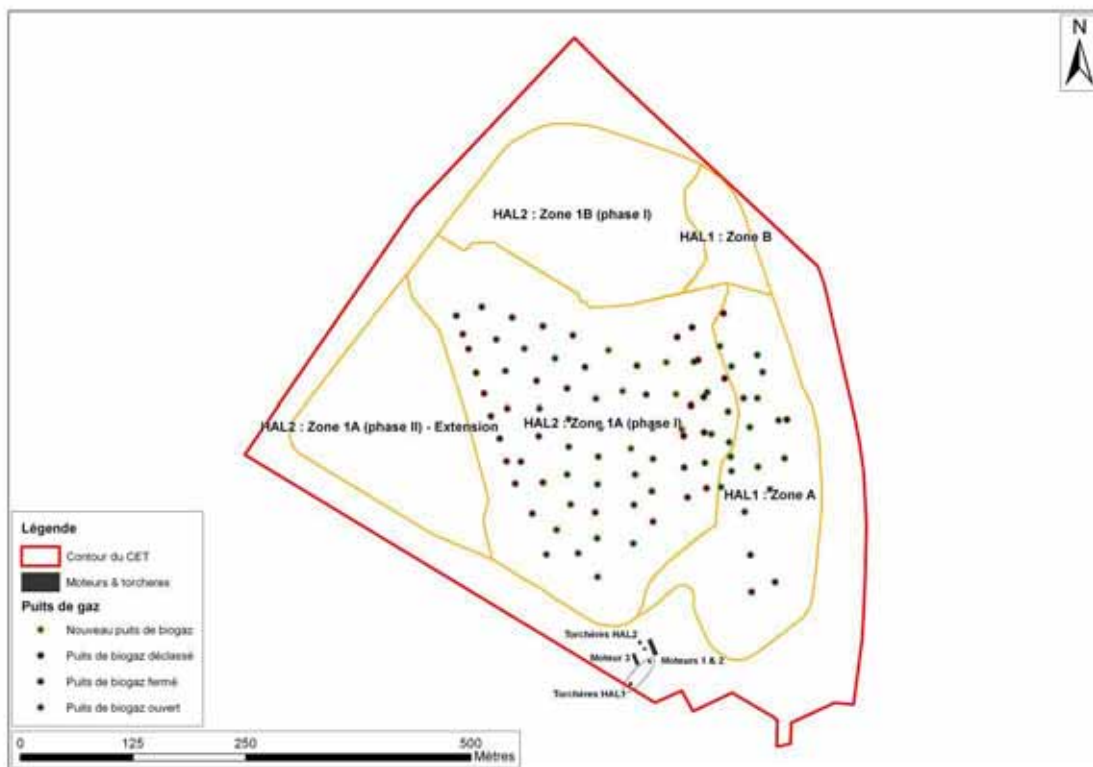 N
HAL2 : Zone 1B (phase I)
HAL1 : Zone B
HAL2 : Zone 1A (phase II) - Extension
HAL2 : Zone 1A (phase I)
HAL1 : Zone A
Torchères HAL2
Moteur 3
Moteurs 1 & 2
Torchères HAL1
Légende
Contour du CET
Moteurs & torcheres
Puits de gaz
Nouveau puits de biogaz
Puits de biogaz déclassé
Puits de biogaz fermé
Puits de biogaz ouvert
0 125 250 500
Mètres